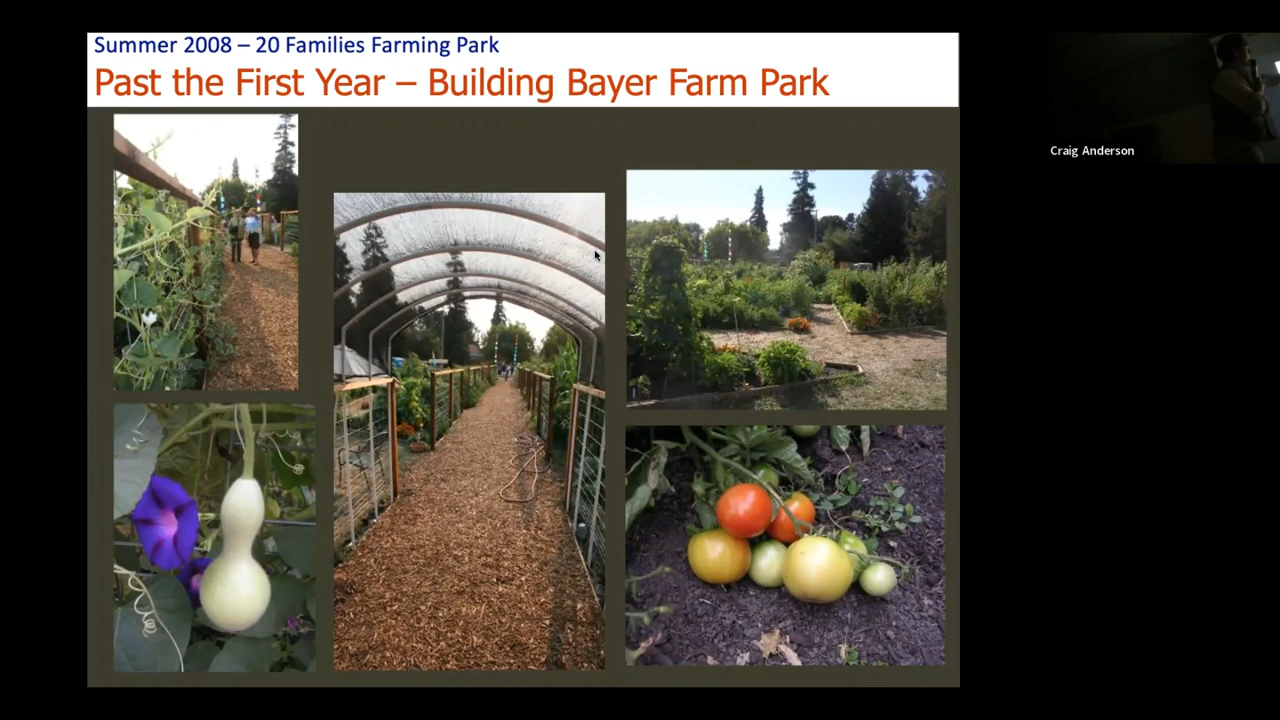 Summer 2008 – 20 Families Farming Park
Past the First Year – Building Bayer Farm Park
Craig Anderson